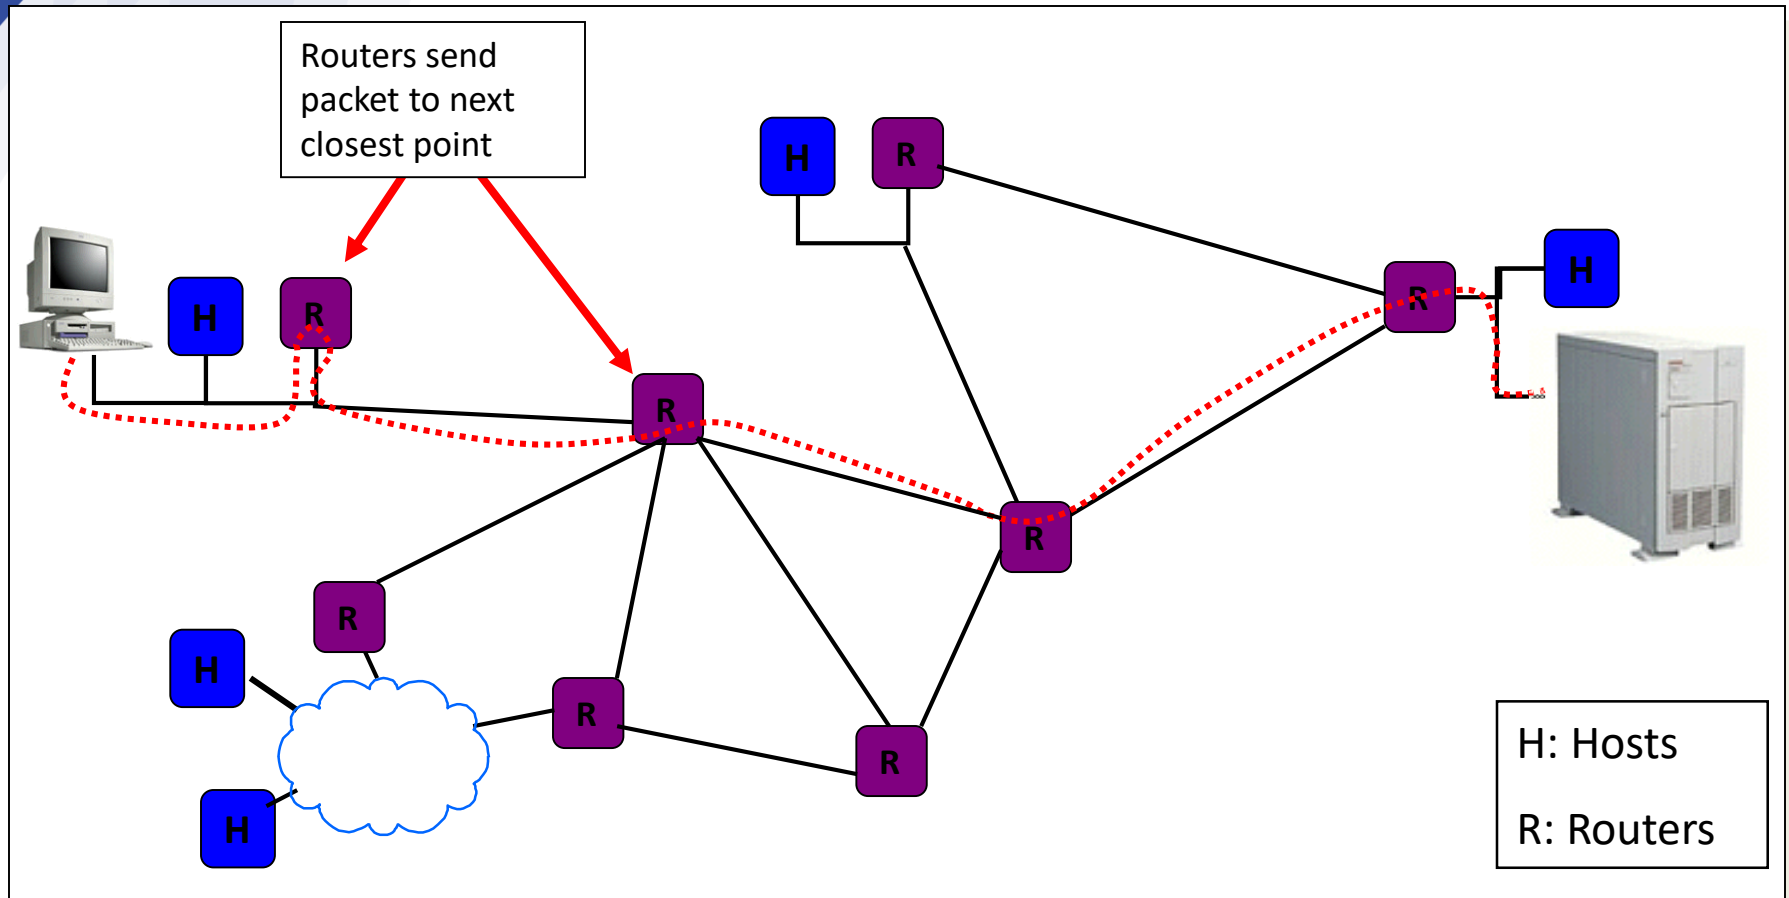 Routers send
packet to next
closest point
H
R
H
R
R
H
R
R
R
H
R
R
H
H: Hosts
R: Routers